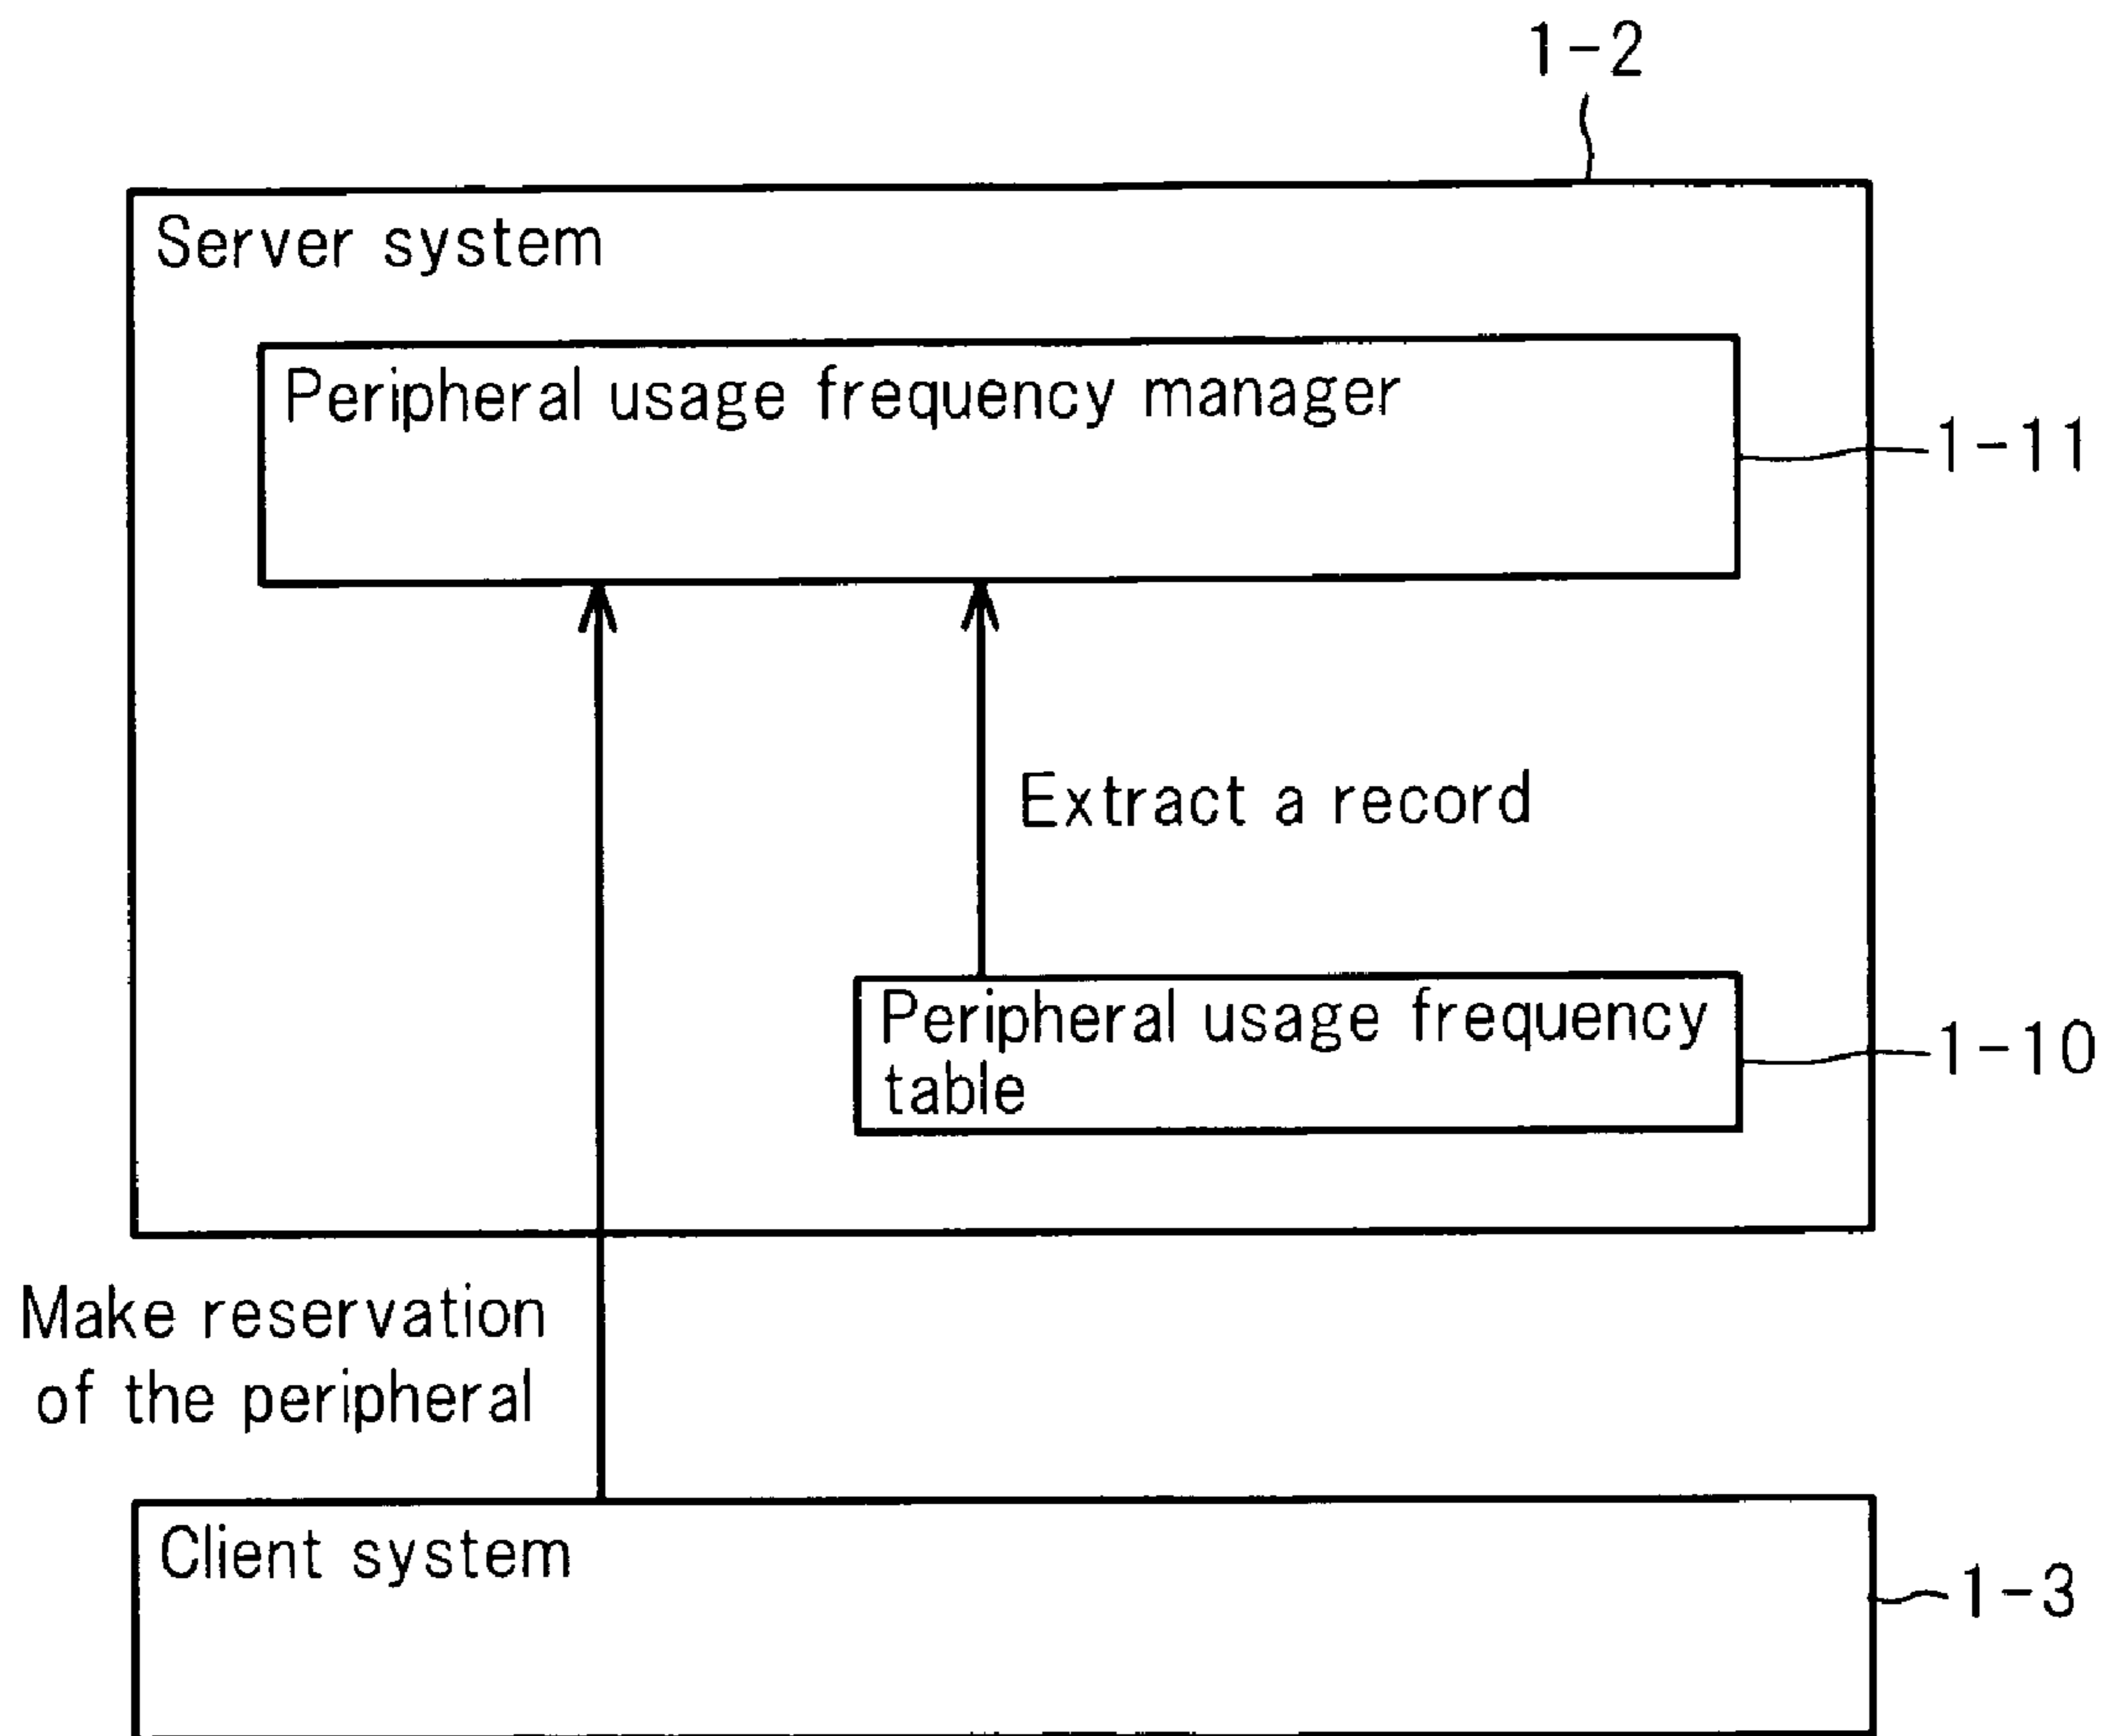 1-2
Server system
Peripheral usage frequency manager
1-11
Extract a record
Peripheral usage frequency
table
1-10
Make reservation
of the peripheral
Client system
1-3